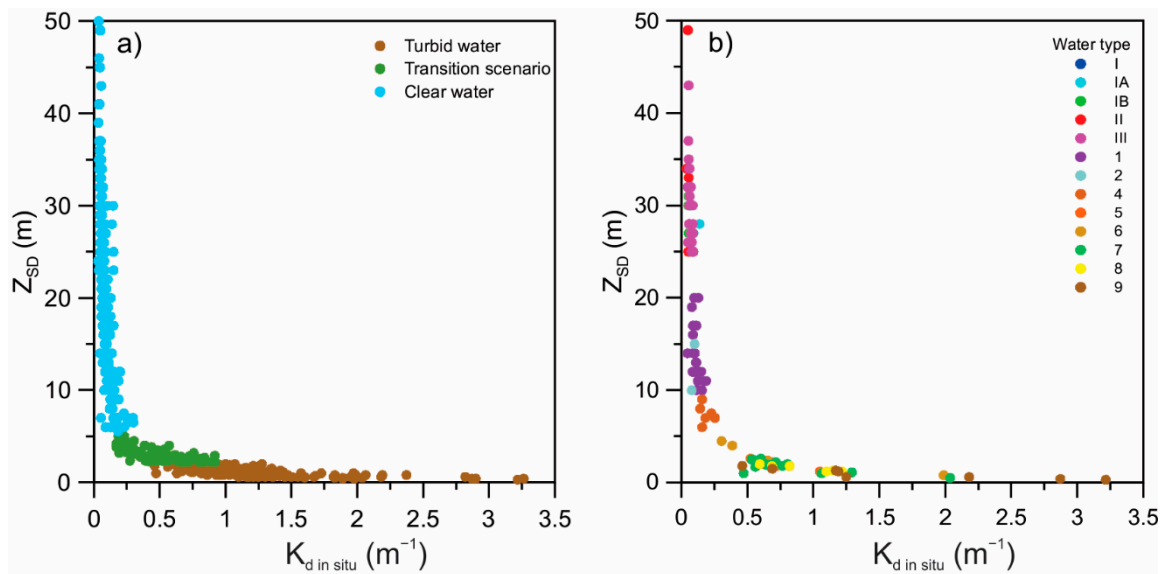 a)
Turbid water
Transition scenario
Clear water
50
40
30
20
10
0
Z_SD (m)
0
0.5
1
1.5
2
2.5
3
3.5
K_d in situ (m⁻¹)
b)
Water type
I
IA
IB
II
III
1
2
4
5
6
7
8
9
50
40
30
20
10
0
Z_SD (m)
0
0.5
1
1.5
2
2.5
3
3.5
K_d in situ (m⁻¹)